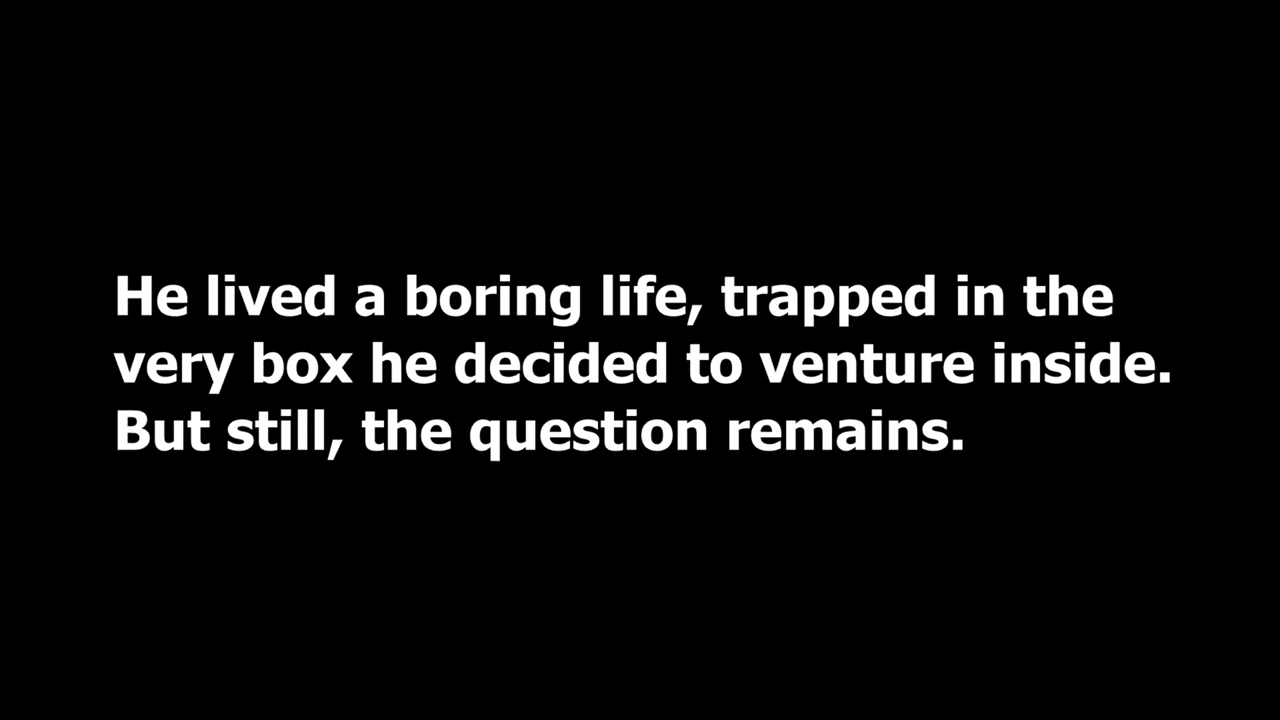 He lived a boring life, trapped in the
very box he decided to venture inside.
But still, the question remains.